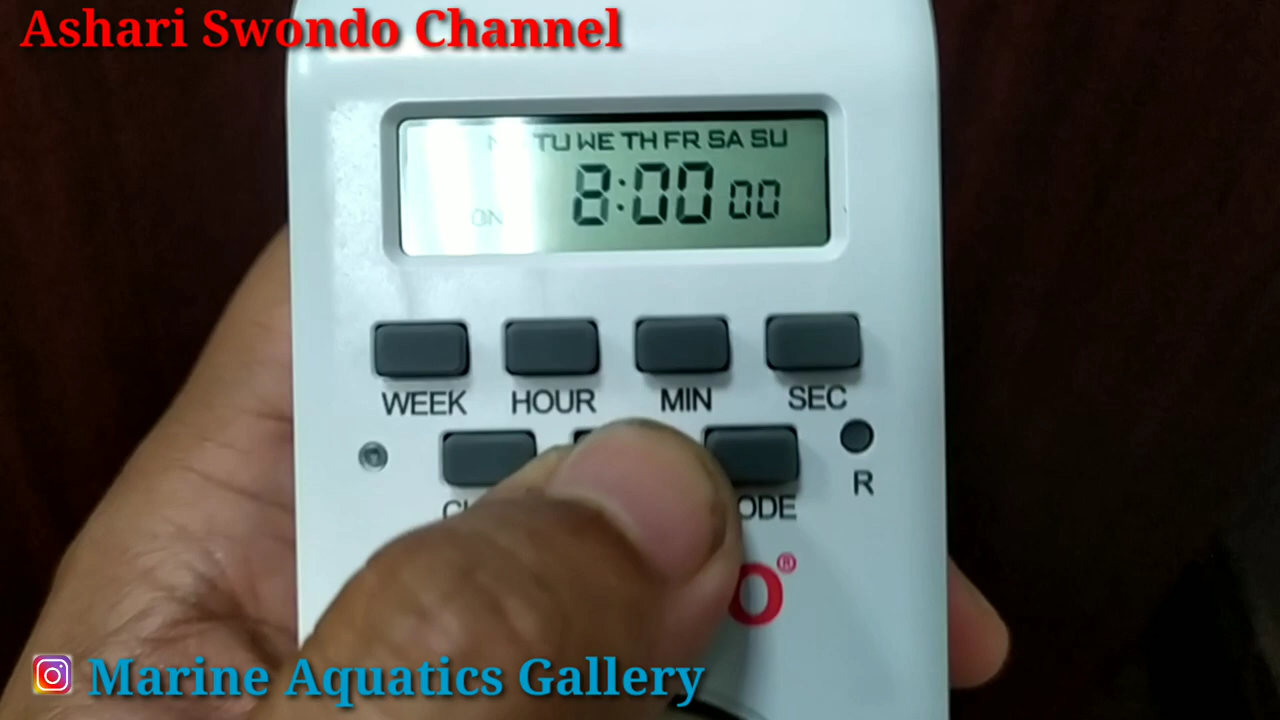 Ashari Swondo Channel
TU WE TH FR SA SU
ON 8:00 00
WEEK HOUR MIN SEC
R
Marine Aquatics Gallery